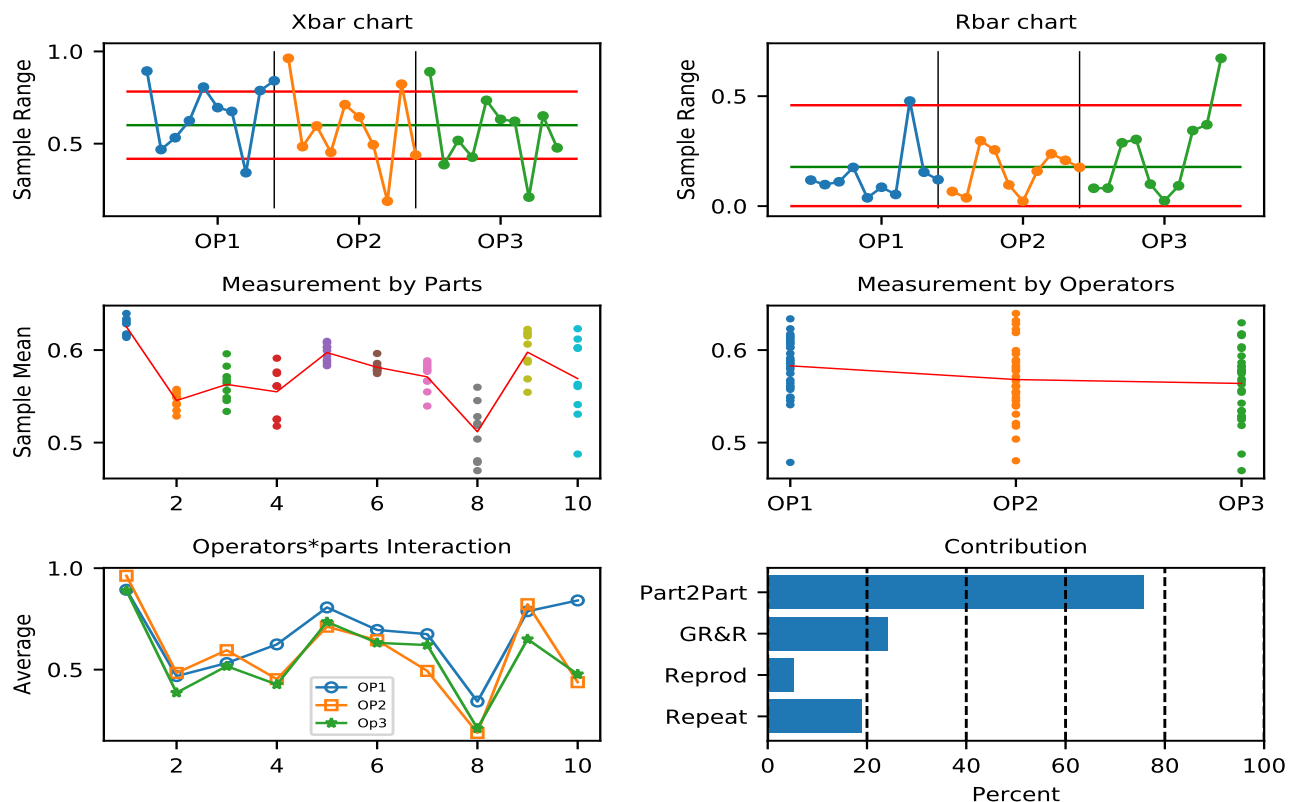 Xbar chart
Rbar chart
Sample Range
1.0
0.5
OP1 OP2 OP3
Sample Range
0.5
0.0
OP1 OP2 OP3
Measurement by Parts
Measurement by Operators
Sample Mean
0.6
0.5
2 4 6 8 10
0.6
0.5
OP1 OP2 OP3
Operators*parts Interaction
Contribution
Average
1.0
0.5
OP1
OP2
Op3
2 4 6 8 10
Part2Part
GR&R
Reprod
Repeat
0 20 40 60 80 100
Percent